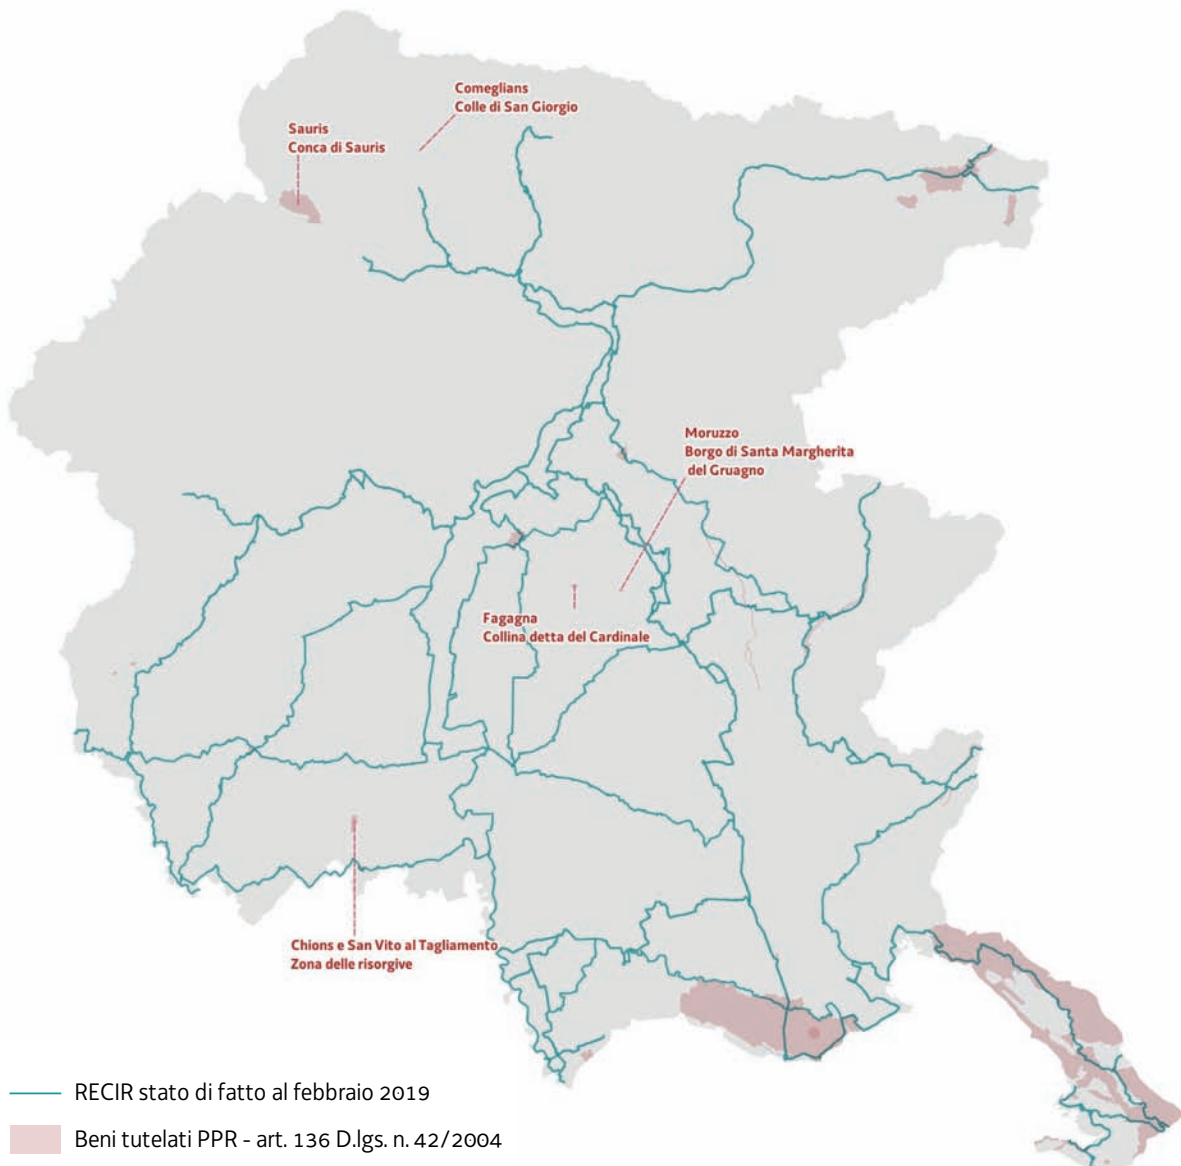 Comeglians
Colle di San Giorgio
Sauris
Conca di Sauris
Moruzzo
Borgo di Santa Margherita
del Gruagno
Fagagna
Collina detta del Cardinale
Chions e San Vito al Tagliamento
Zona delle risorgive
RECIR stato di fatto al febbraio 2019
Beni tutelati PPR - art. 136 D.lgs. n. 42/2004